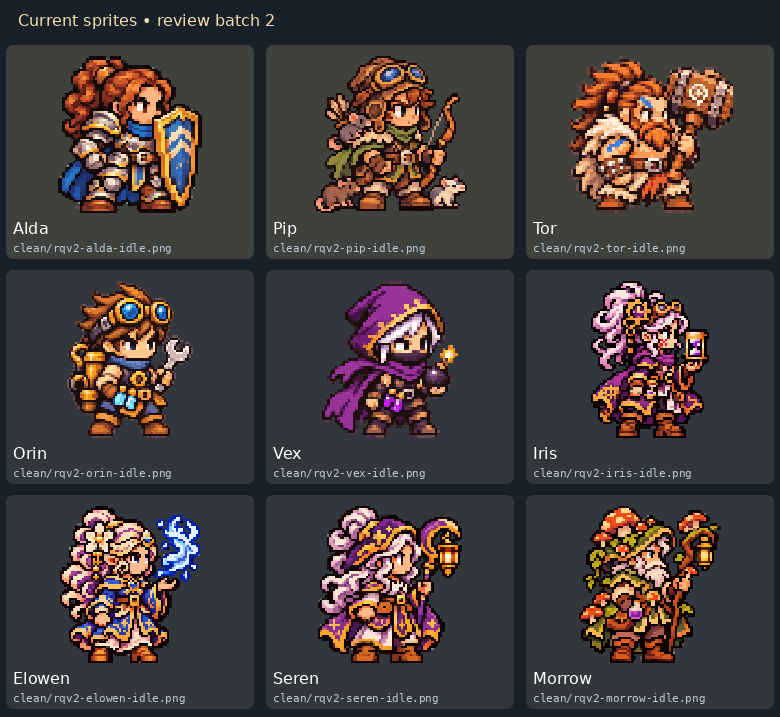 Current sprites • review batch 2
Alda
clean/rqv2-alda-idle.png
Pip
clean/rqv2-pip-idle.png
Tor
clean/rqv2-tor-idle.png
Orin
clean/rqv2-orin-idle.png
Vex
clean/rqv2-vex-idle.png
Iris
clean/rqv2-iris-idle.png
Elowen
clean/rqv2-elowen-idle.png
Seren
clean/rqv2-seren-idle.png
Morrow
clean/rqv2-morrow-idle.png